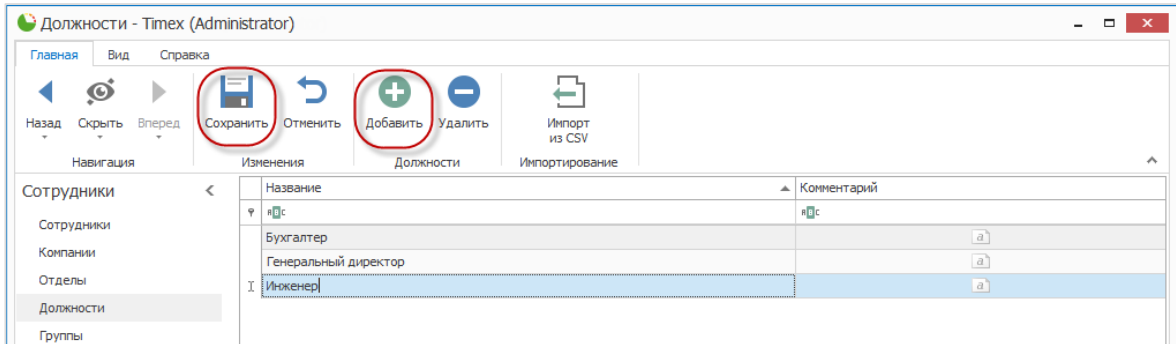 Должности - Timex (Administrator)
Главная Вид Справка
Назад Скрыть Вперед Сохранить Отменить Добавить Удалить Импорт
из CSV
Навигация Изменения Должности Импортирование
Сотрудники
Название Комментарий
Сотрудники
Бухгалтер
Компании
Генеральный директор
Отделы
Инженер
Должности
Группы